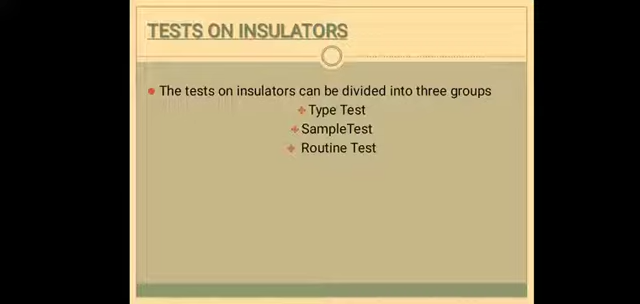 TESTS ON INSULATORS
The tests on insulators can be divided into three groups
Type Test
SampleTest
Routine Test